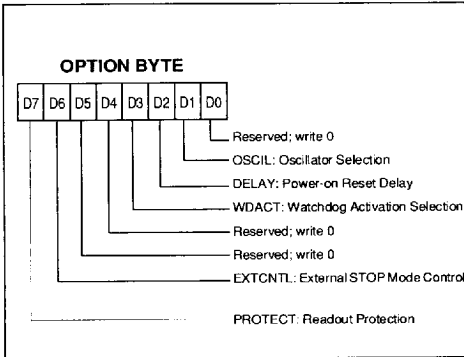 OPTION BYTE
D7 D6 D5 D4 D3 D2 D1 D0
Reserved; write 0
OSCIL: Oscillator Selection
DELAY: Power-on Reset Delay
WDACT: Watchdog Activation Selection
Reserved; write 0
Reserved; write 0
EXTCNTL: External STOP Mode Control
PROTECT: Readout Protection